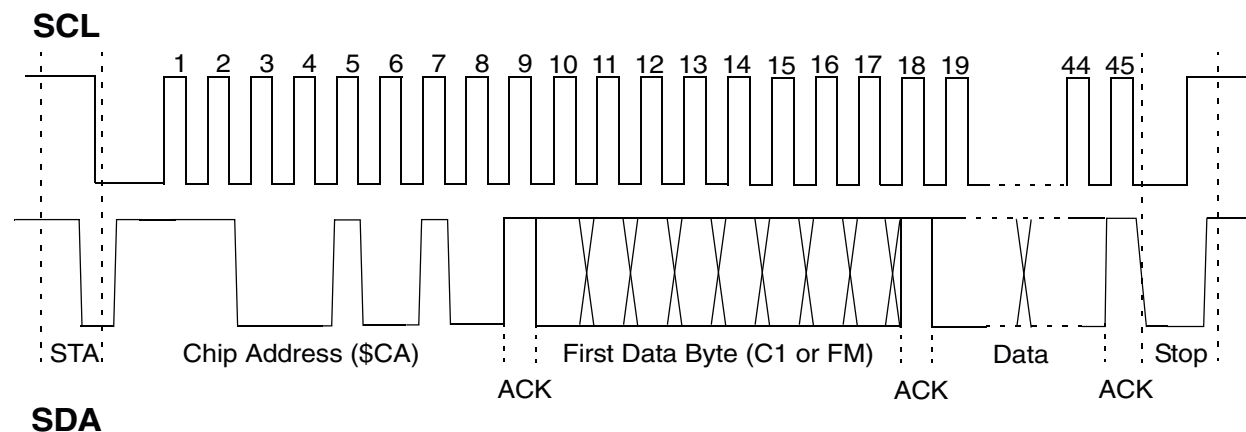 SCL
1 2 3 4 5 6 7 8 9 10 11 12 13 14 15 16 17 18 19 44 45
STA Chip Address ($CA) First Data Byte (C1 or FM) Data Stop
ACK ACK ACK
SDA